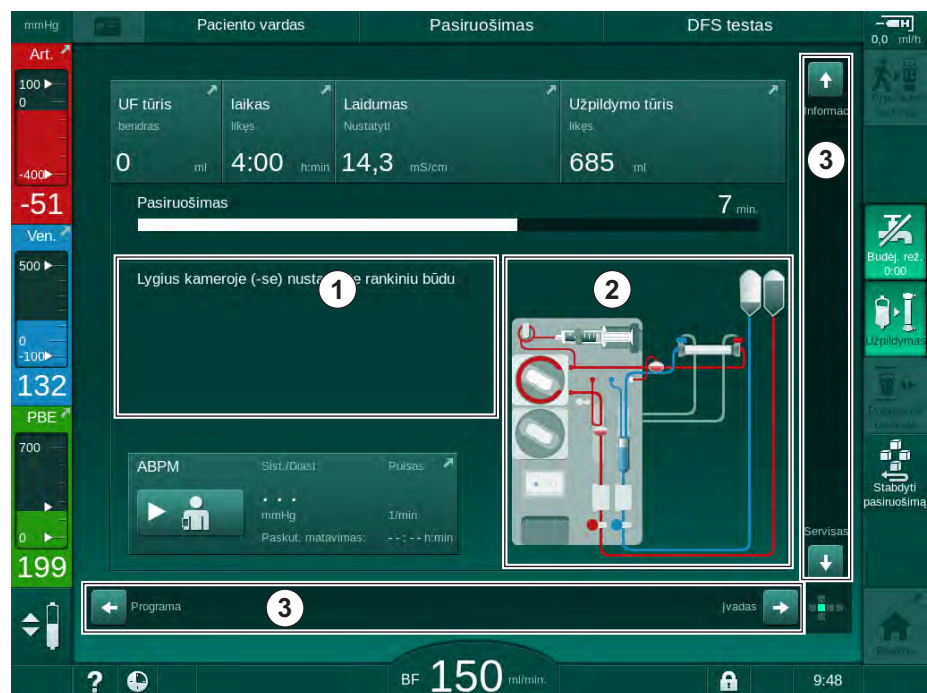 mmHg
Paciento vardas
Pasiruošimas
DFS testas
0,0 ml/h
Art.
100
0
-400
-51
Ven.
500
0
-100
132
PBE
700
0
199
UF tūris
bendras
0 ml
laikas
likęs
4:00 h:min
Laidumas
Nustatyti
14,3 mS/cm
Užpildymo tūris
likęs
685 ml
Pasiruošimas
7 min.
Lygius kameroje (-se) rankiniu būdu
1
2
3
ABPM
Sist./Diast.
Pulsas
. . .
mmHg
1/min
Paskut. matavimas:
--:-- h:min
Informac
Servisas
Programa
3
Įvadas
Budėj. rež.
0:00
Užpildymas
Stabdyti
pasiruošimą
?
BF 150 ml/min.
9:48